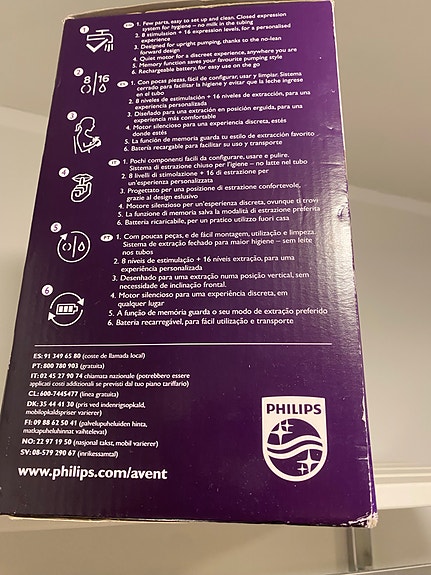 1
EN 1. Few parts, easy to set up and clean. Closed expression
system for hygiene – no milk in the tubing
2. 8 stimulation + 16 expression levels, for a personalised
experience
3. Designed for upright pumping, thanks to the no-lean
forward design
4. Quiet motor for a discreet experience, anywhere you are
5. Memory function saves your favourite pumping style
6. Rechargeable battery, for easy use on the go
2
8 16
ES 1. Con pocas piezas, fácil de configurar, usar y limpiar. Sistema
cerrado para facilitar la higiene y evitar que la leche ingrese
en el tubo
2. 8 niveles de estimulación + 16 niveles de extracción, para una
experiencia personalizada
3
3. Diseñado para una extracción en posición erguida, para una
experiencia más comfortable
4. Motor silencioso para una experiencia discreta, estés
donde estés
5. La función de memoria guarda tu estilo de extracción favorito
6. Batería recargable para facilitar su uso y transporte
4
IT 1. Pochi componenti facili da configurare, usare e pulire.
Sistema di estrazione chiuso per l'igiene – no latte nel tubo
2. 8 livelli di stimolazione + 16 di estrazione per
un'esperienza personalizzata
3. Progettato per una posizione di estrazione confortevole,
grazie al design esclusivo
4. Motore silenzioso per un'esperienza discreta, ovunque ti trovi
5. La funzione di memoria salva la modalità di estrazione preferita
6. Batteria ricaricabile, per un pratico utilizzo fuori casa
5
PT 1. Com poucas peças, e de fácil montagem, utilização e limpeza.
Sistema de extração fechado para maior higiene – sem leite
nos tubos
2. 8 níveis de estimulação + 16 níveis extração, para uma
experiência personalizada
3. Desenhado para uma extração numa posição vertical, sem
necessidade de inclinação frontal.
6
4. Motor silencioso para uma experiência discreta, em
qualquer lugar
5. A função de memória guarda o seu modo de extração preferido
6. Bateria recarregável, para fácil utilização e transporte
ES: 91 349 65 80 (coste de llamada local)
PT: 800 780 903 (gratuita)
IT: 02 45 27 90 74 chiamata nazionale (potrebbero essere
applicati costi addizionali se previsti dal tuo piano tariffario)
CL: 600-7445477 (línea gratuita)
DK: 35 44 41 30 (pris ved indenrigsopkald,
mobilopkaldspriser varierer)
FI: 09 88 62 50 41 (palvelupuheluiden hinta,
matkapuheluhinnat vaihtelevat)
NO: 22 97 19 50 (nasjonal takst, mobil varierer)
SV: 08-579 290 67 (inrikessamtal)
www.philips.com/avent
PHILIPS